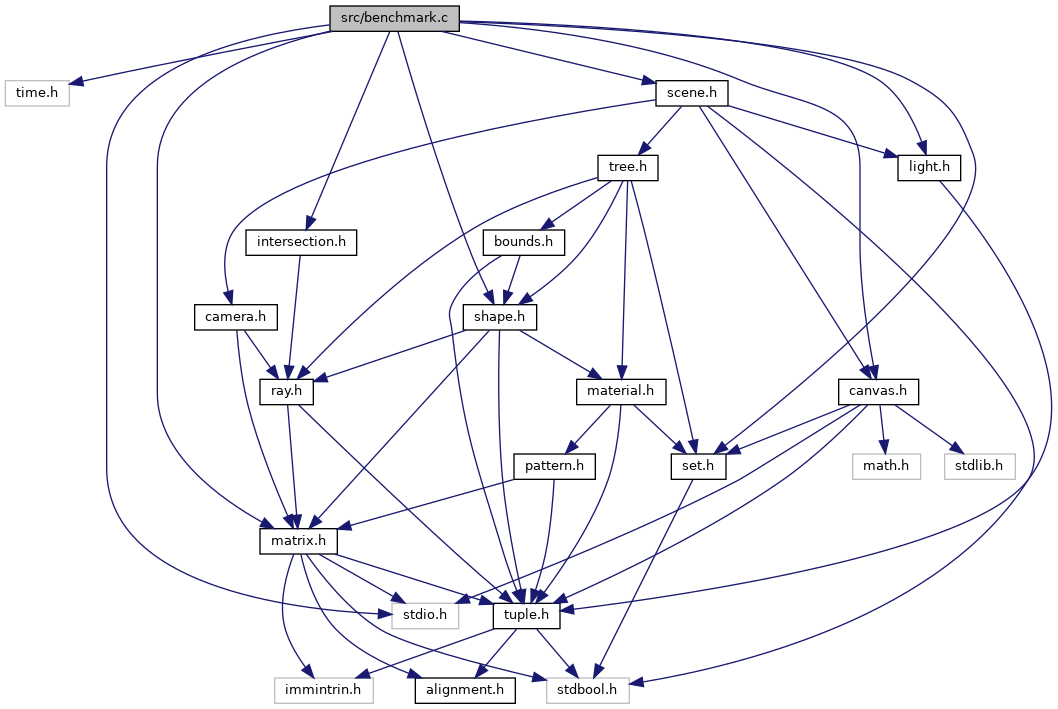 src/benchmark.c
time.h
scene.h
tree.h
light.h
intersection.h
bounds.h
camera.h
shape.h
ray.h
material.h
canvas.h
pattern.h
set.h
math.h
stdlib.h
matrix.h
stdio.h
tuple.h
immintrin.h
alignment.h
stdbool.h